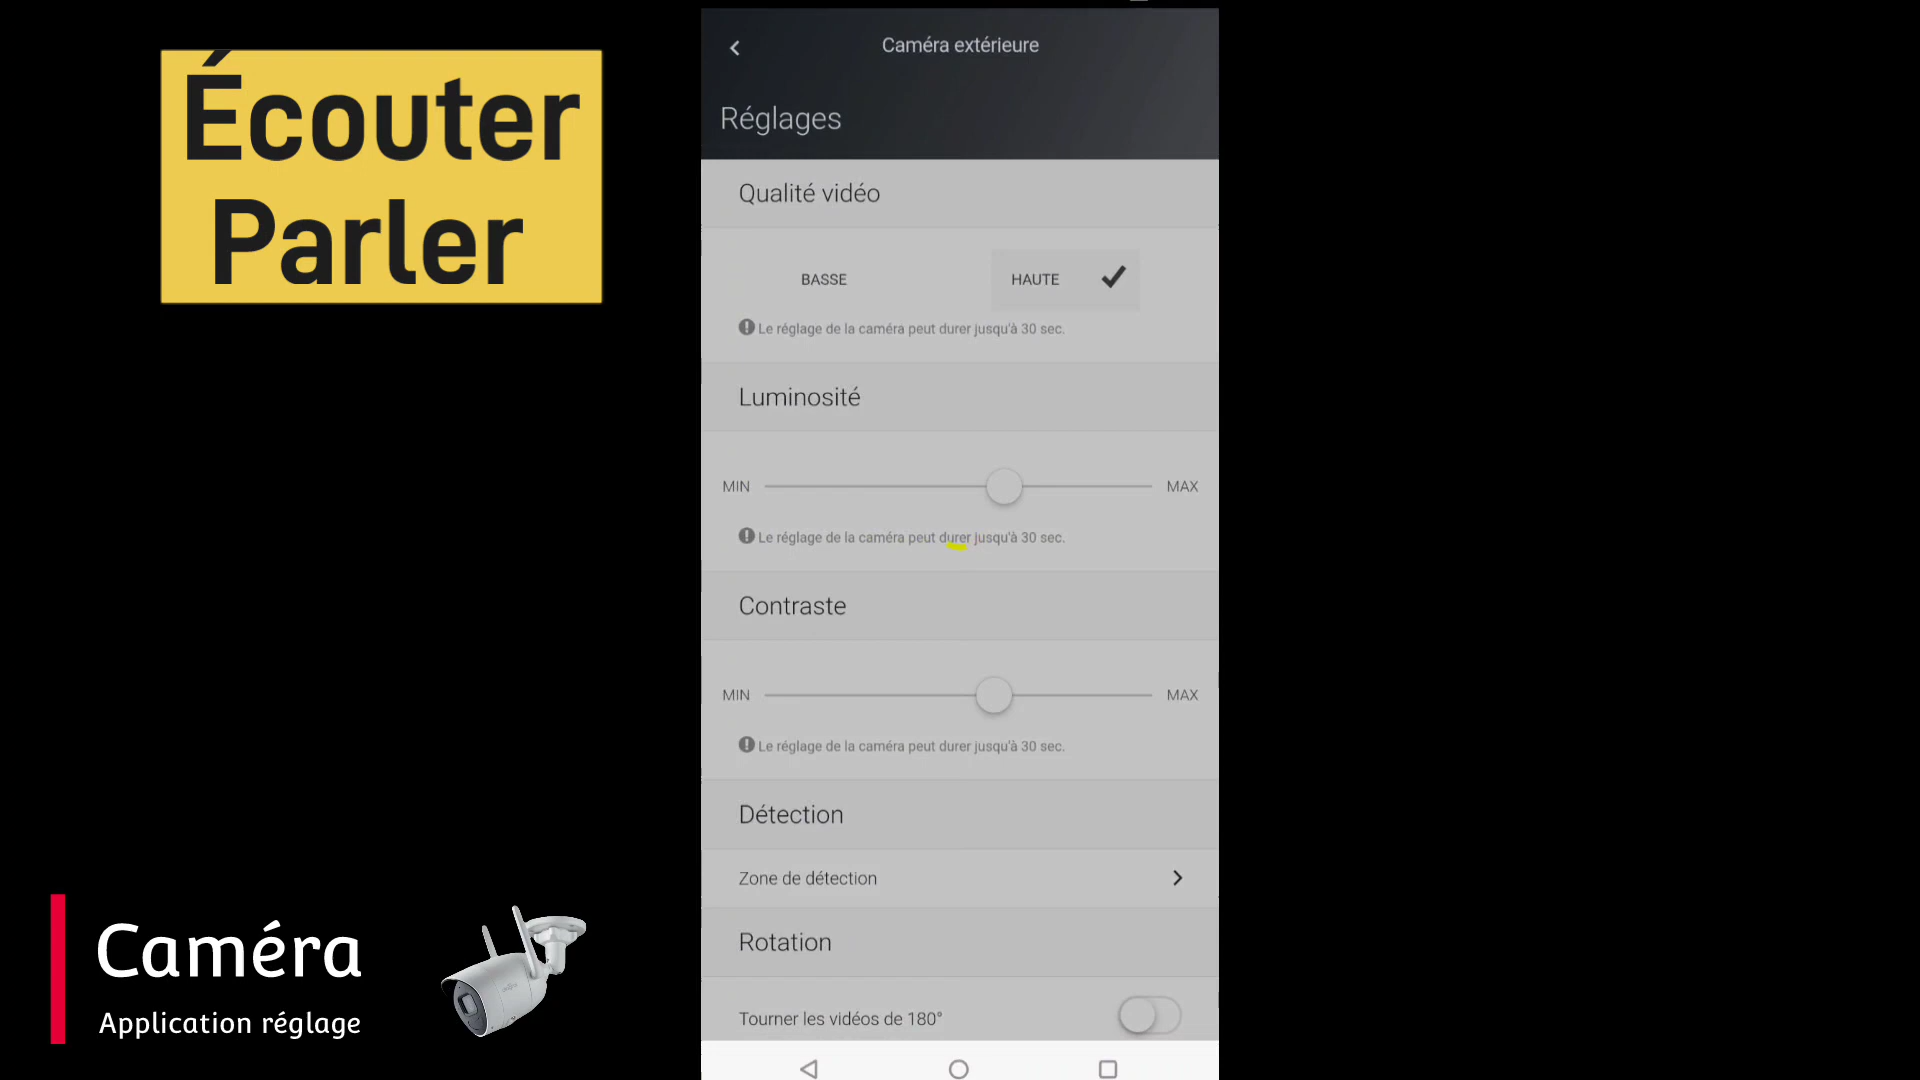 Écouter
Parler
Caméra extérieure
Réglages
Qualité vidéo
BASSE
HAUTE
Le réglage de la caméra peut durer jusqu'à 30 sec.
Luminosité
MIN
MAX
Le réglage de la caméra peut durer jusqu'à 30 sec.
Contraste
MIN
MAX
Le réglage de la caméra peut durer jusqu'à 30 sec.
Détection
Zone de détection
Rotation
Tourner les vidéos de 180°
Caméra
Application réglage